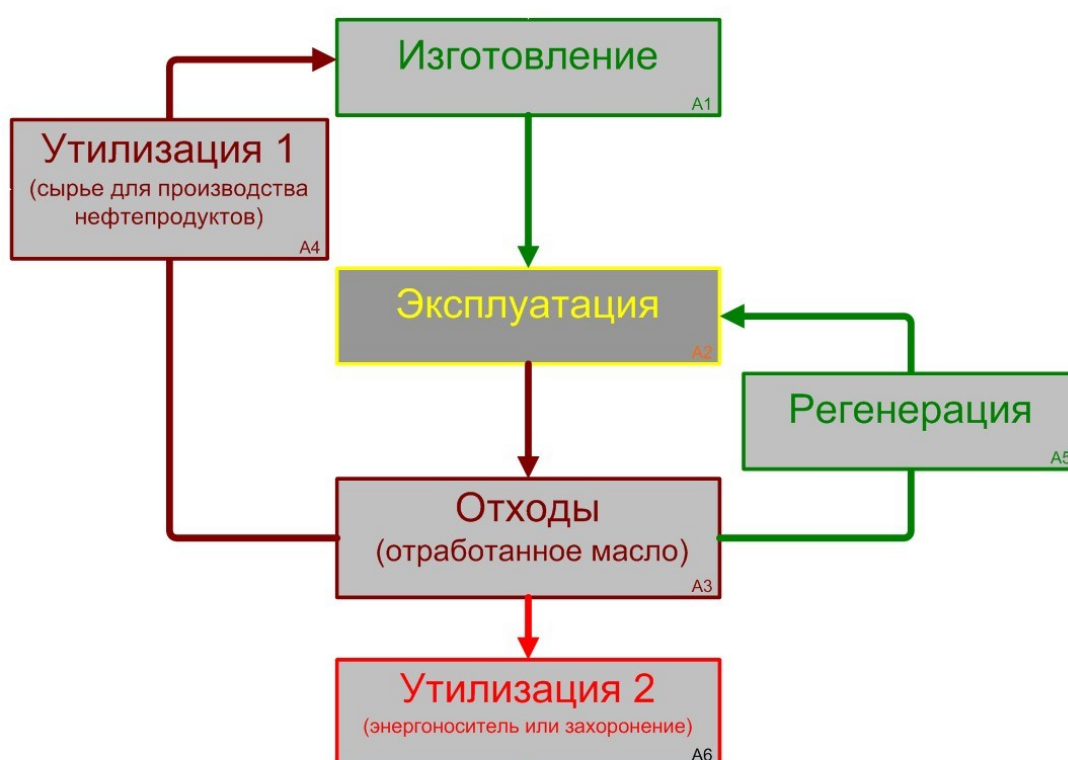 Изготовление
A1
Утилизация 1
(сырье для производства
нефтепродуктов)
A4
Эксплуатация
A2
Регенерация
A5
Отходы
(отработанное масло)
A3
Утилизация 2
(энергоноситель или захоронение)
A6